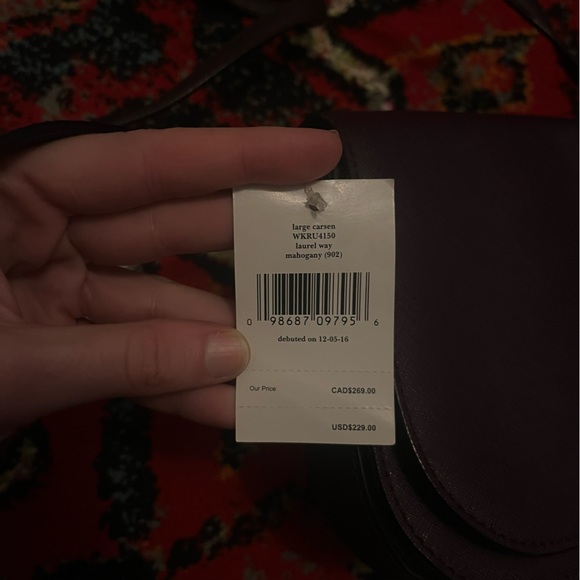 large carsen
WKRU4150
laurel way
mahogany (902)
0 98687 09795 6
debuted on 12-05-16
Our Price CAD$269.00
USD$229.00